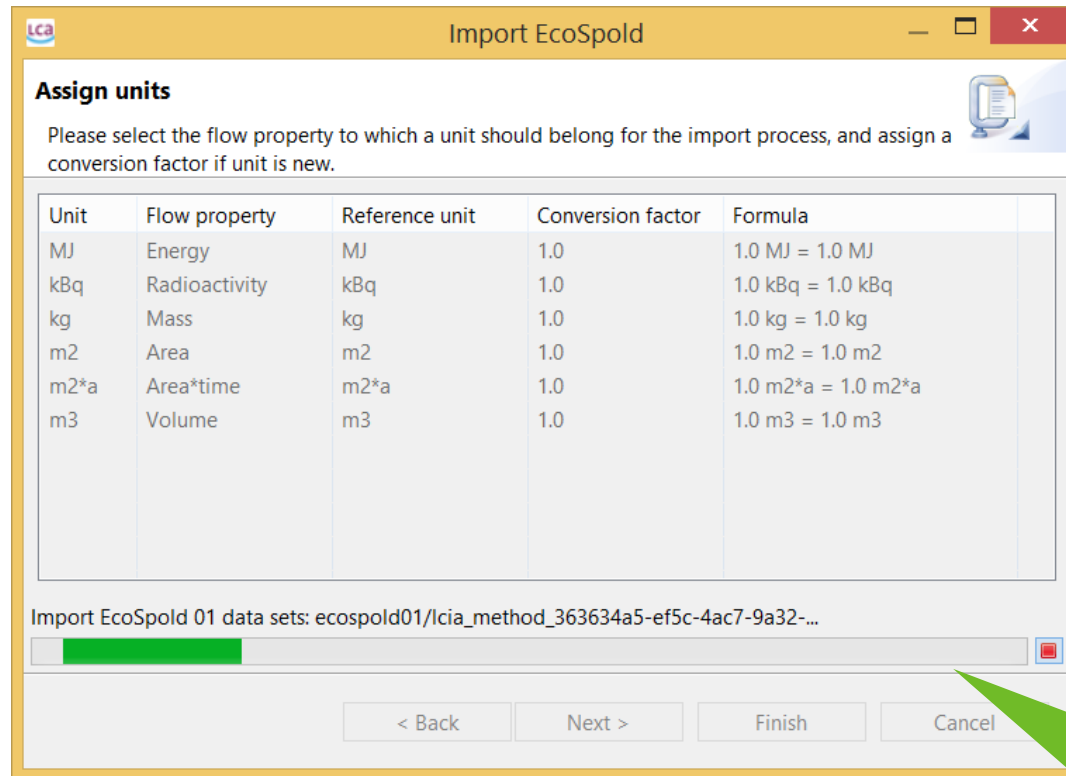 LCA
Import EcoSpold
Assign units
Please select the flow property to which a unit should belong for the import process, and assign a
conversion factor if unit is new.
Unit Flow property Reference unit Conversion factor Formula
MJ Energy MJ 1.0 1.0 MJ = 1.0 MJ
kBq Radioactivity kBq 1.0 1.0 kBq = 1.0 kBq
kg Mass kg 1.0 1.0 kg = 1.0 kg
m2 Area m2 1.0 1.0 m2 = 1.0 m2
m2*a Area*time m2*a 1.0 1.0 m2*a = 1.0 m2*a
m3 Volume m3 1.0 1.0 m3 = 1.0 m3
Import EcoSpold 01 data sets: ecospold01/lcia_method_363634a5-ef5c-4ac7-9a32-...
< Back Next > Finish Cancel